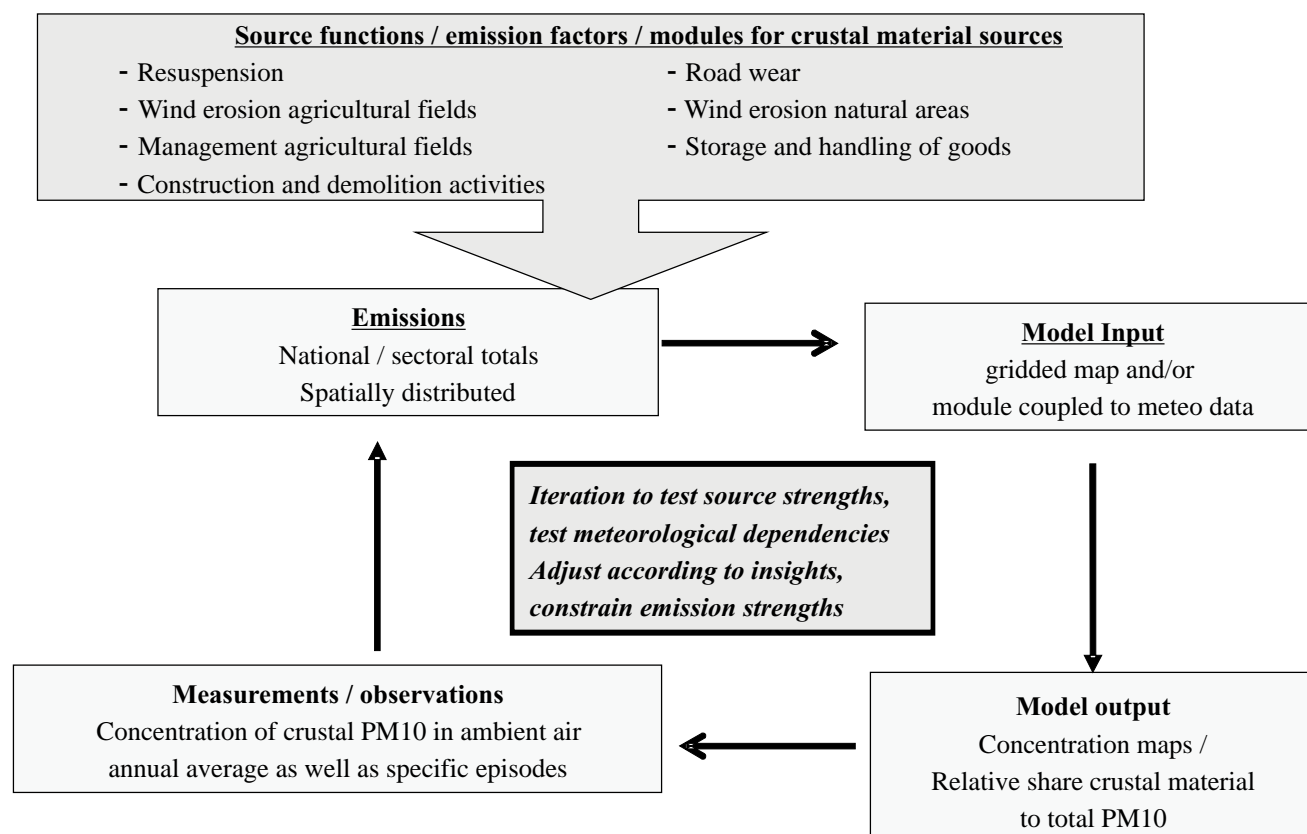 Source functions / emission factors / modules for crustal material sources
- Resuspension
- Wind erosion agricultural fields
- Management agricultural fields
- Construction and demolition activities
- Road wear
- Wind erosion natural areas
- Storage and handling of goods
Emissions
National / sectoral totals
Spatially distributed
Model Input
gridded map and/or
module coupled to meteo data
Iteration to test source strengths,
test meteorological dependencies
Adjust according to insights,
constrain emission strengths
Measurements / observations
Concentration of crustal PM10 in ambient air
annual average as well as specific episodes
Model output
Concentration maps /
Relative share crustal material
to total PM10